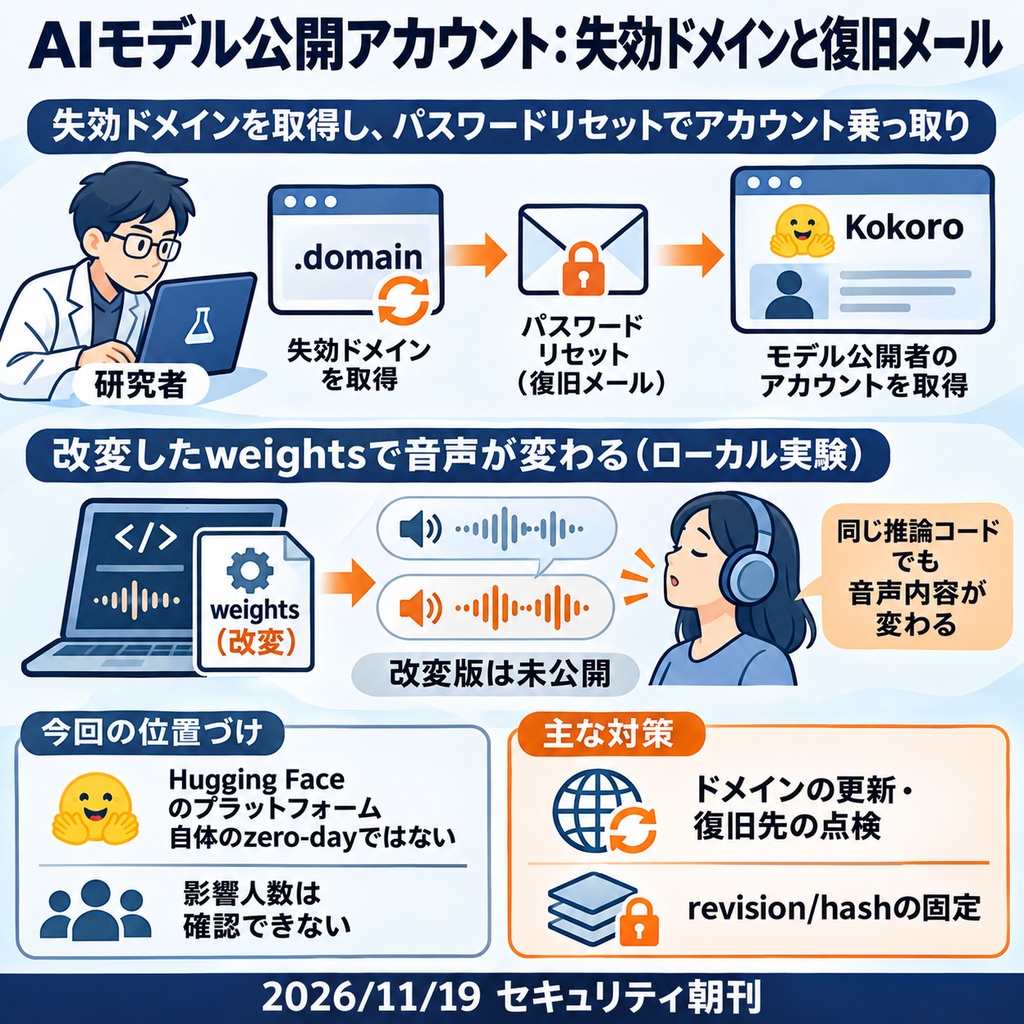 AIモデル公開アカウント：失効ドメインと復旧メール
失効ドメインを取得し、パスワードリセットでアカウント乗っ取り
研究者
.domain
失効ドメイン
を取得
パスワード
リセット
（復旧メール）
Kokoro
モデル公開者の
アカウントを取得
改変したweightsで音声が変わる（ローカル実験）
</>
weights
（改変）
改変版は未公開
同じ推論コード
でも
音声内容が
変わる
今回の位置づけ
Hugging Face
のプラットフォーム
自体のzero-dayではない
影響人数は
確認できない
主な対策
ドメインの更新・
復旧先の点検
revision/hashの固定
2026/11/19 セキュリティ朝刊